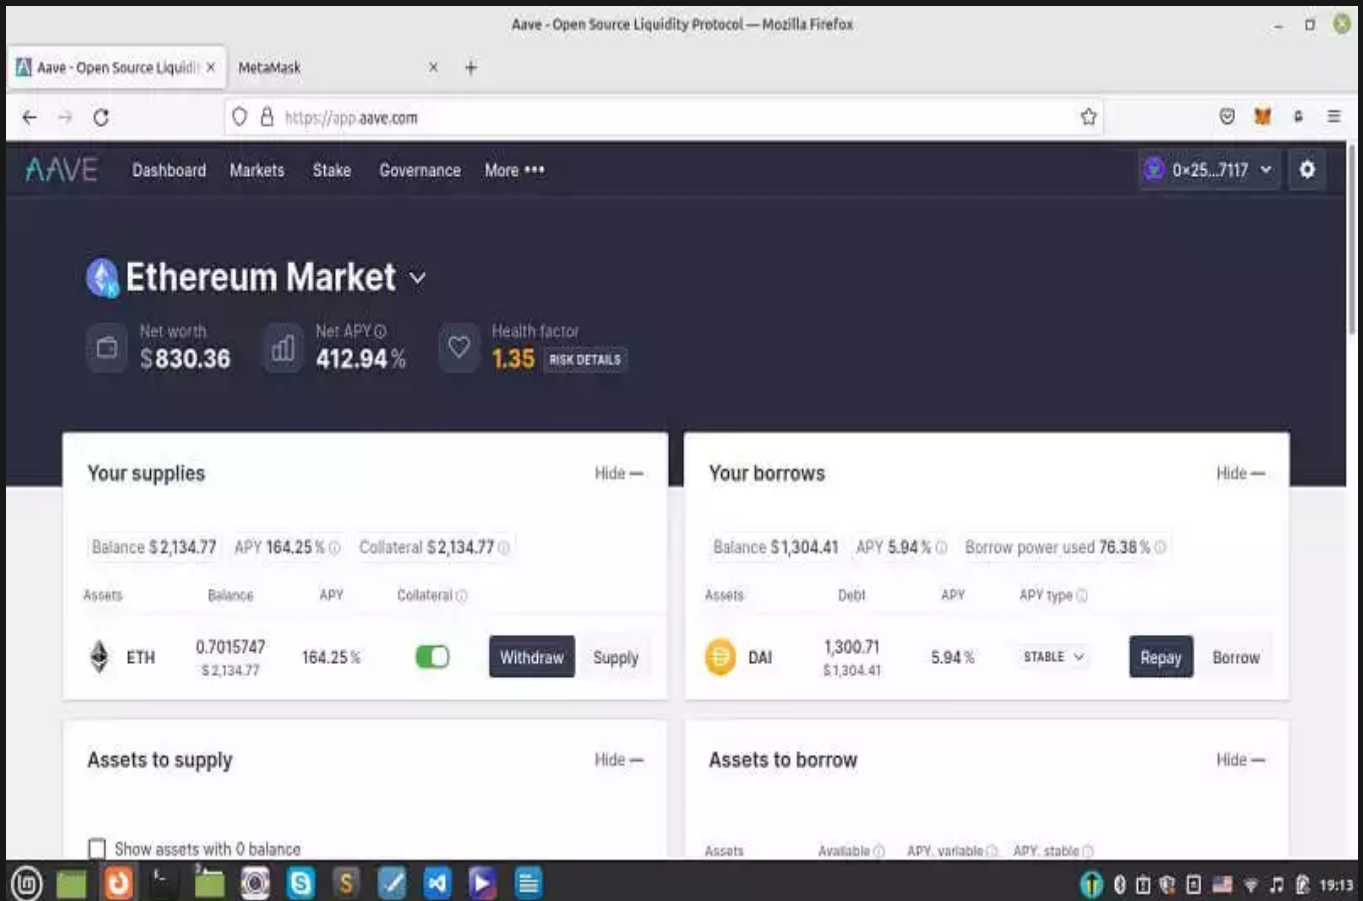 Aave - Open Source Liquidity Protocol — Mozilla Firefox
Aave - Open Source Liquidi × MetaMask × +
https://app.aave.com
AAVE Dashboard Markets Stake Governance More ••• 0×25...7117
Ethereum Market
Net worth Net APY Health factor
$830.36 412.94% 1.35 RISK DETAILS
Your supplies Hide —
Balance $2,134.77 APY 164.25% Collateral $2,134.77
Assets Balance APY Collateral
ETH 0.7015747 164.25% Withdraw Supply
$2,134.77
Your borrows Hide —
Balance $1,304.41 APY 5.94% Borrow power used 76.38%
Assets Debt APY APY type
DAI 1,300.71 5.94% STABLE Repay Borrow
$1,304.41
Assets to supply Hide —
Show assets with 0 balance
Assets to borrow Hide —
Assets Available APY, variable APY, stable
19:13